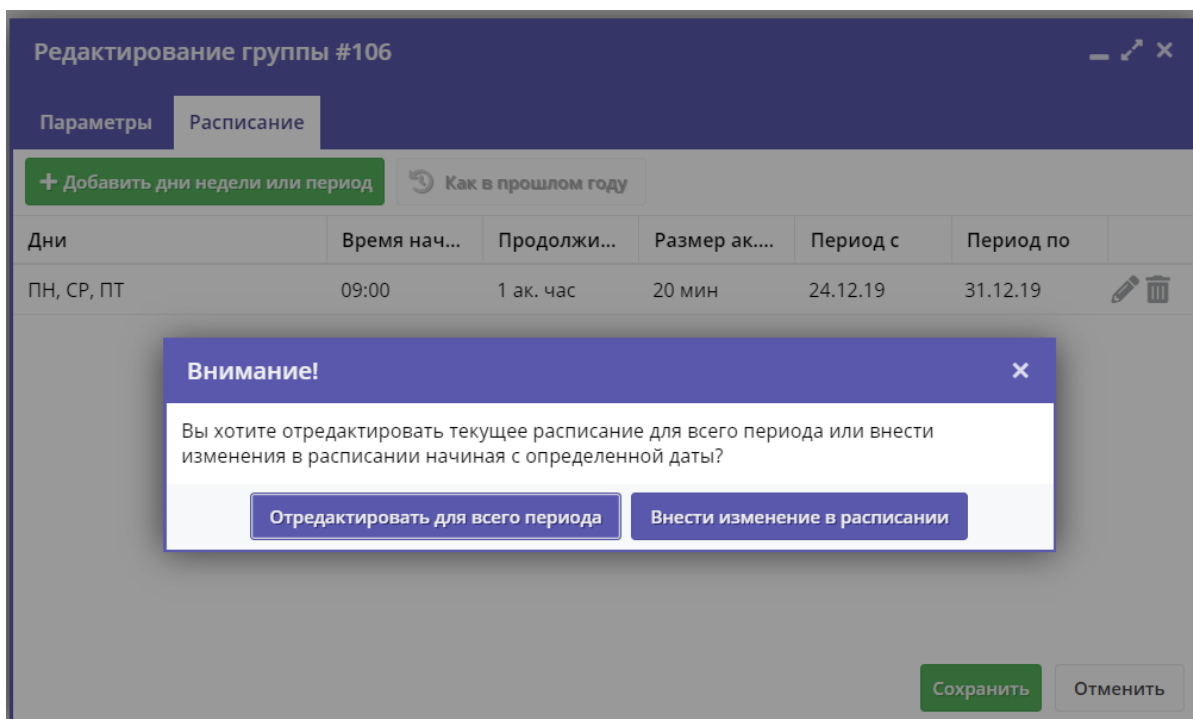 Редактирование группы #106
Параметры Расписание
+ Добавить дни недели или период Как в прошлом году
Дни Время нач... Продолжи... Размер ак.... Период с Период по
ПН, СР, ПТ 09:00 1 ак. час 20 мин 24.12.19 31.12.19
Внимание!
Вы хотите отредактировать текущее расписание для всего периода или внести
изменения в расписании начиная с определенной даты?
Отредактировать для всего периода Внести изменение в расписании
Сохранить Отменить